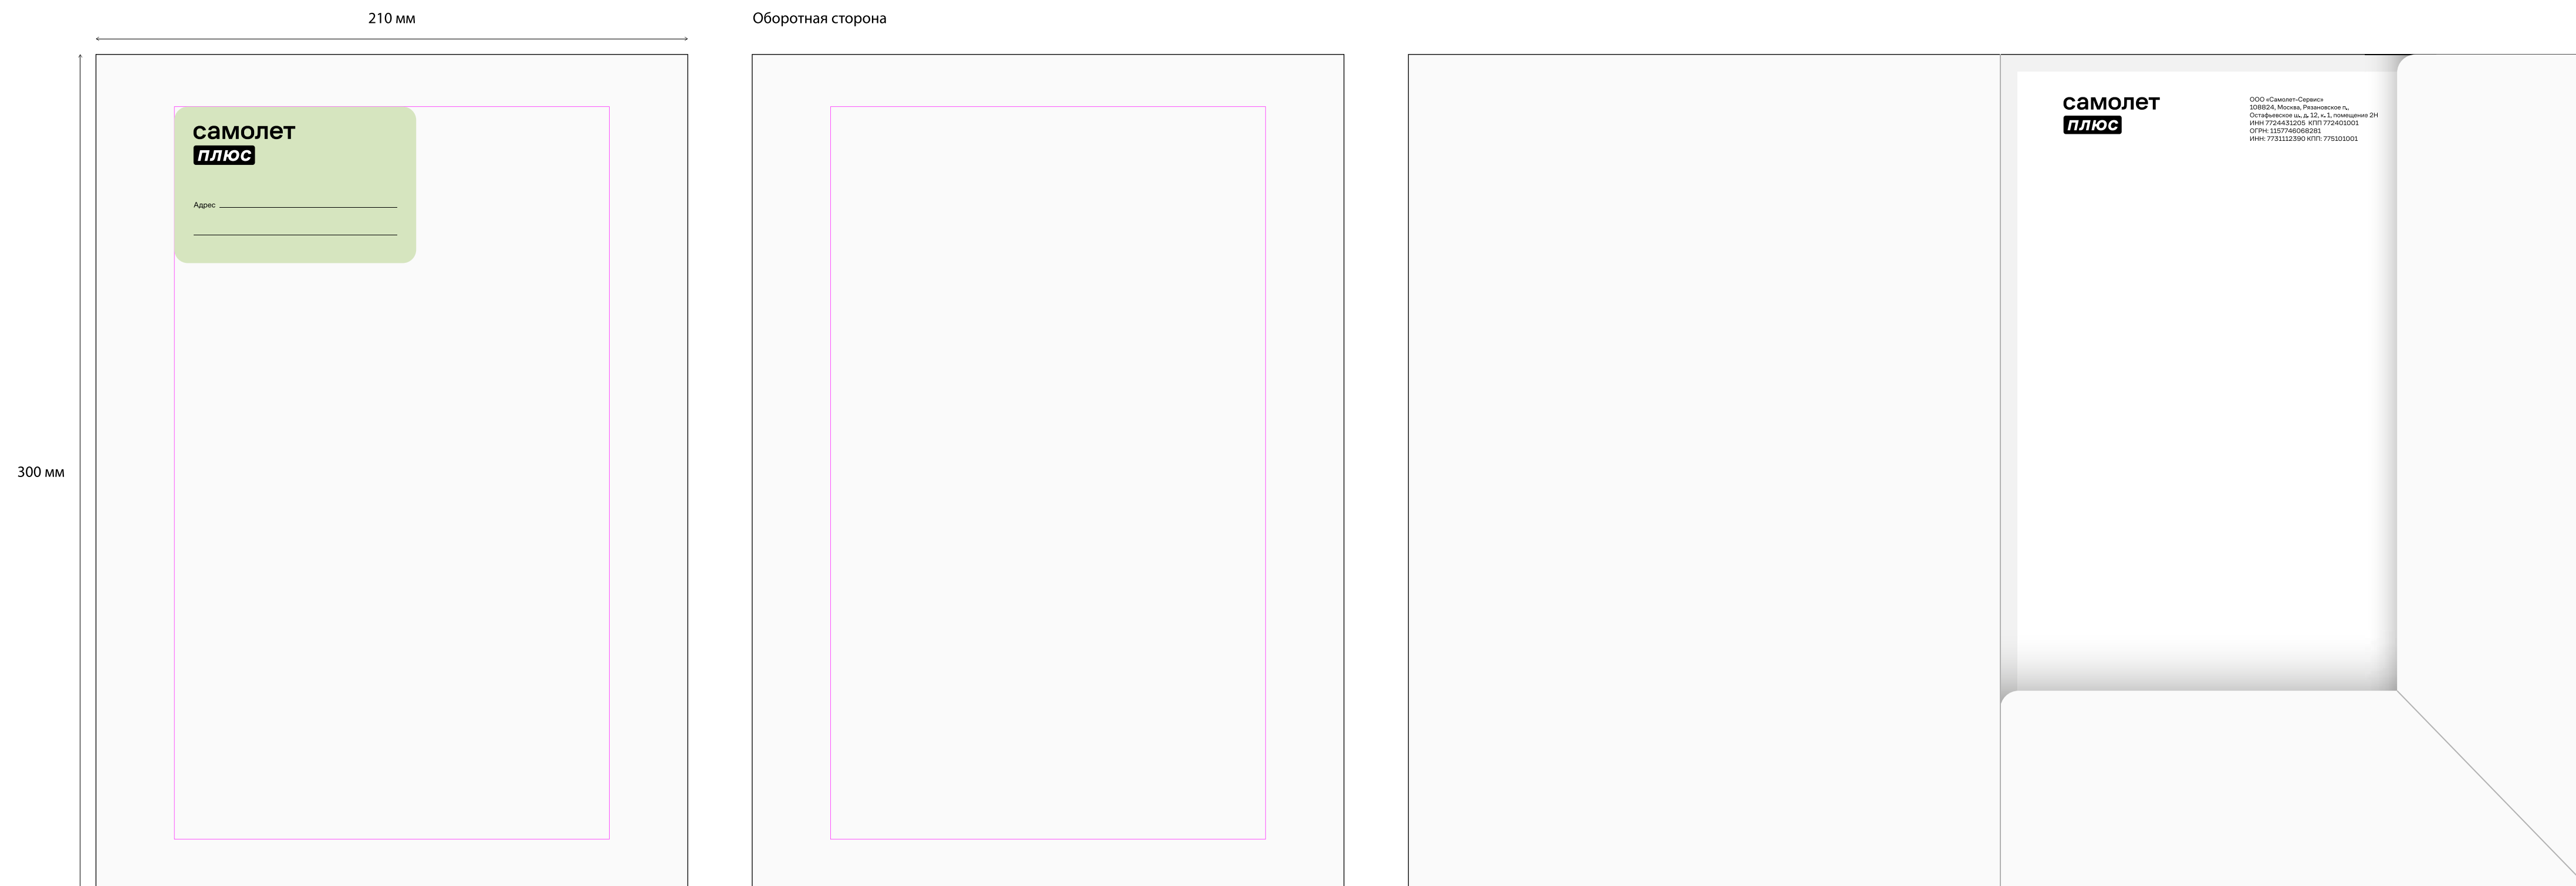 210 мм
Оборотная сторона
300 мм
самолет
плюс
Адрес
самолет
плюс
ООО «Самолет-Сервис»
108824, Москва, Рязановское п.,
Остафьевское ш., д. 12, к. 1, помещение 2Н
ИНН 7724431205 КПП 772401001
ОГРН: 1157746068281
ИНН: 7731112390 КПП: 775101001